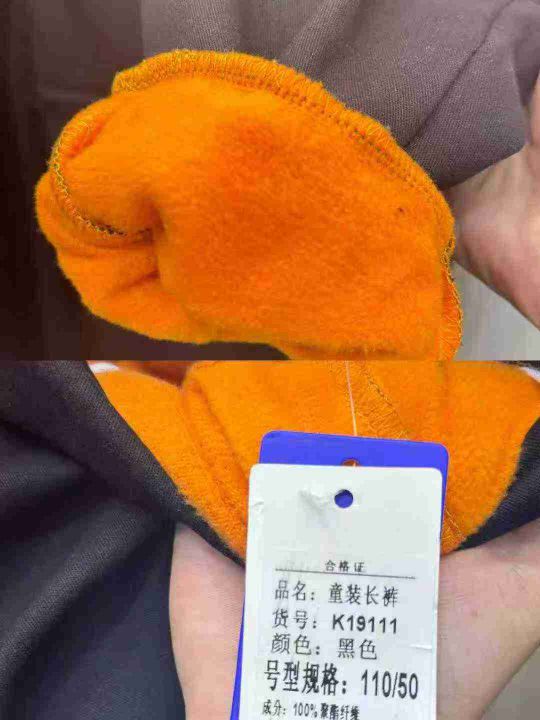 合格证
品名：童装长裤
货号：K19111
颜色：黑色
号型规格：110/50
成分：100%聚酯纤维